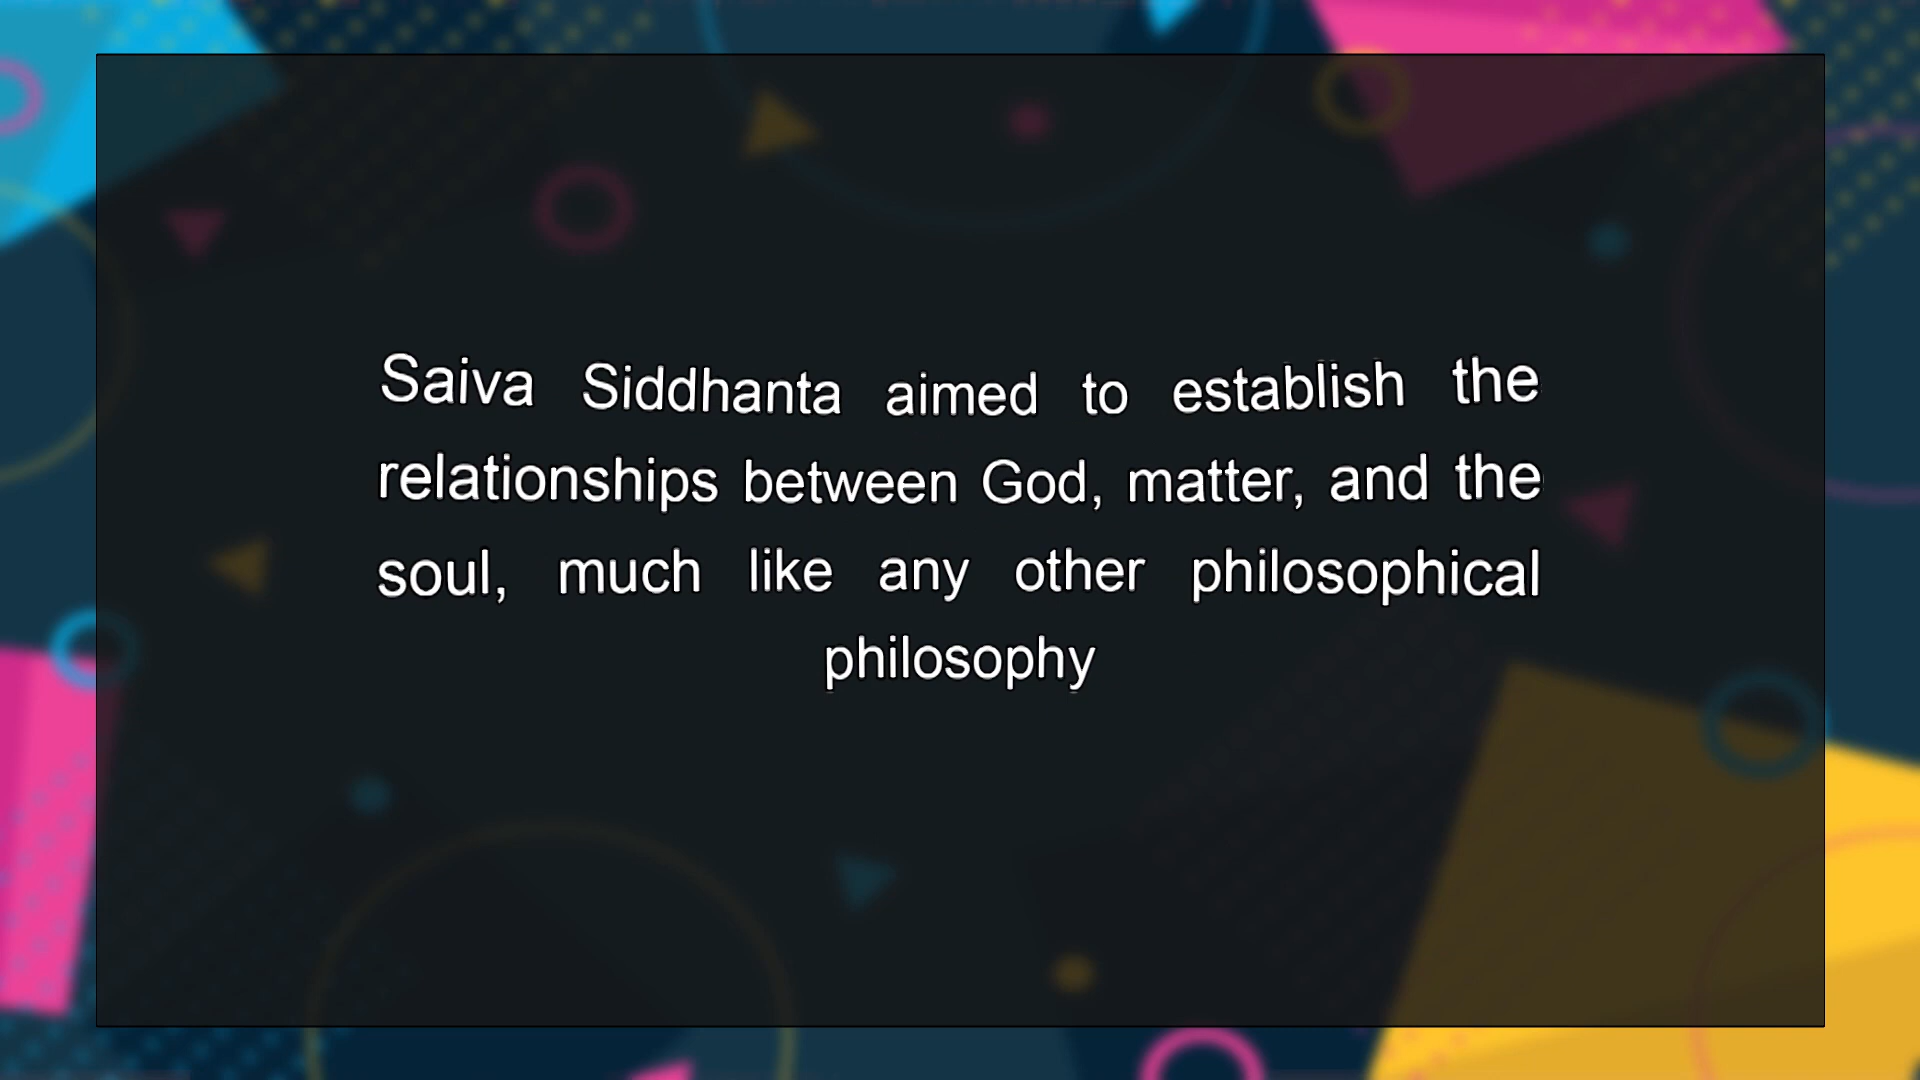 Saiva Siddhanta aimed to establish the
relationships between God, matter, and the
soul, much like any other philosophical
philosophy